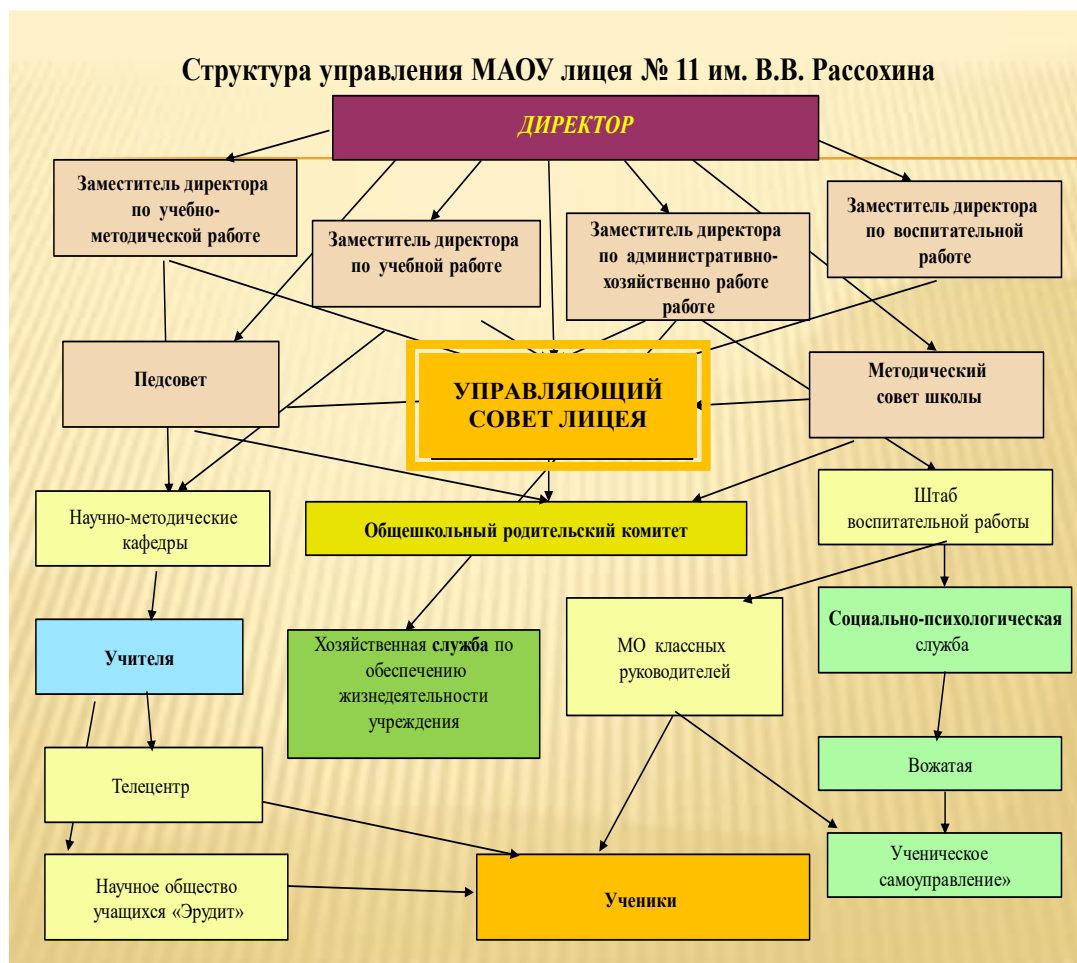 Структура управления МАОУ лицея № 11 им. В.В. Рассохина
ДИРЕКТОР
Заместитель директора
по учебно-
методической работе
Заместитель директора
по учебной работе
Заместитель директора
по административно-
хозяйственно работе
работе
Заместитель директора
по воспитательной
работе
Педсовет
УПРАВЛЯЮЩИЙ
СОВЕТ ЛИЦЕЯ
Методический
совет школы
Научно-методические
кафедры
Общешкольный родительский комитет
Штаб
воспитательной работы
Учителя
Хозяйственная служба по
обеспечению
жизнедеятельности
учреждения
МО классных
руководителей
Социально-психологическая
служба
Телецентр
Вожатая
Научное общество
учащихся «Эрудит»
Ученики
Ученическое
самоуправление»